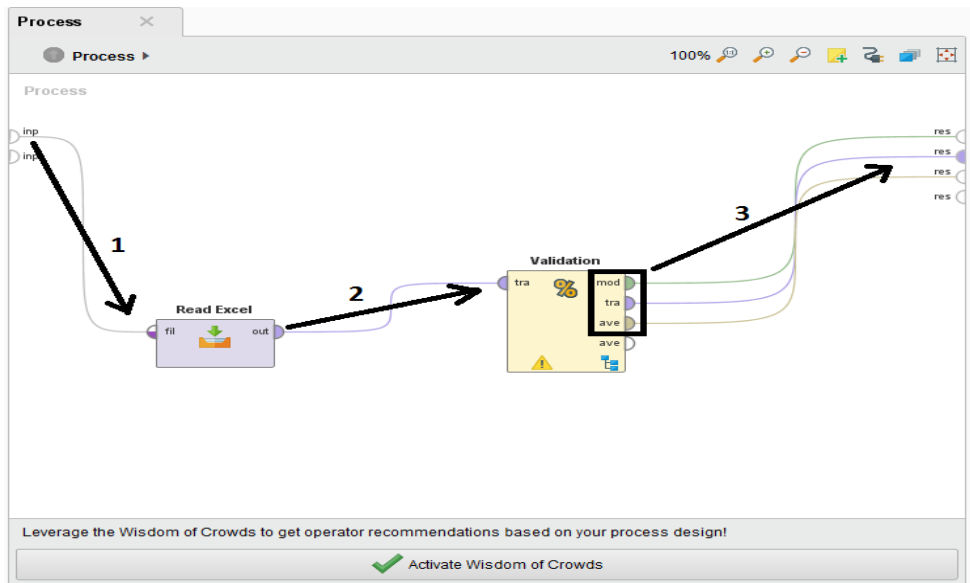 Process
Process
100%
Process
inp
inp
res
res
res
res
1
2
3
Read Excel
fil
out
Validation
%
tra
mod
tra
ave
ave
Leverage the Wisdom of Crowds to get operator recommendations based on your process design!
Activate Wisdom of Crowds